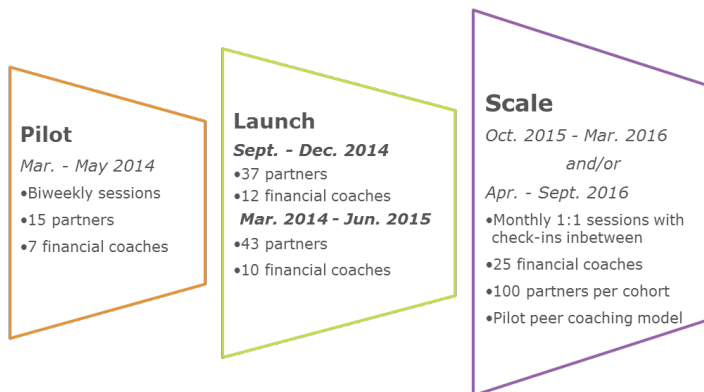 Pilot
Mar. - May 2014
•Biweekly sessions
•15 partners
•7 financial coaches
Launch
Sept. - Dec. 2014
•37 partners
•12 financial coaches
Mar. 2014 - Jun. 2015
•43 partners
•10 financial coaches
Scale
Oct. 2015 - Mar. 2016
and/or
Apr. - Sept. 2016
•Monthly 1:1 sessions with
check-ins inbetween
•25 financial coaches
•100 partners per cohort
•Pilot peer coaching model